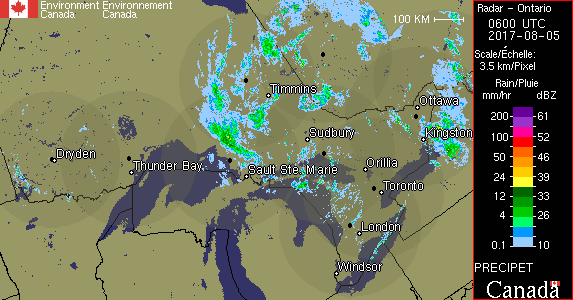 Environment Environnement
Canada Canada
100 KM
Timmins
Ottawa
Sudbury
Kingston
Dryden
Thunder Bay
Sault Ste. Marie
Orillia
Toronto
London
Windsor
Radar - Ontario
0600 UTC
2017-08-05
Scale/Échelle:
3.5 km/Pixel
Rain/Pluie
mm/hr dBZ
200 61
100 52
50 46
24 39
12 33
4 26
0.1 10
PRECIPET
Canada